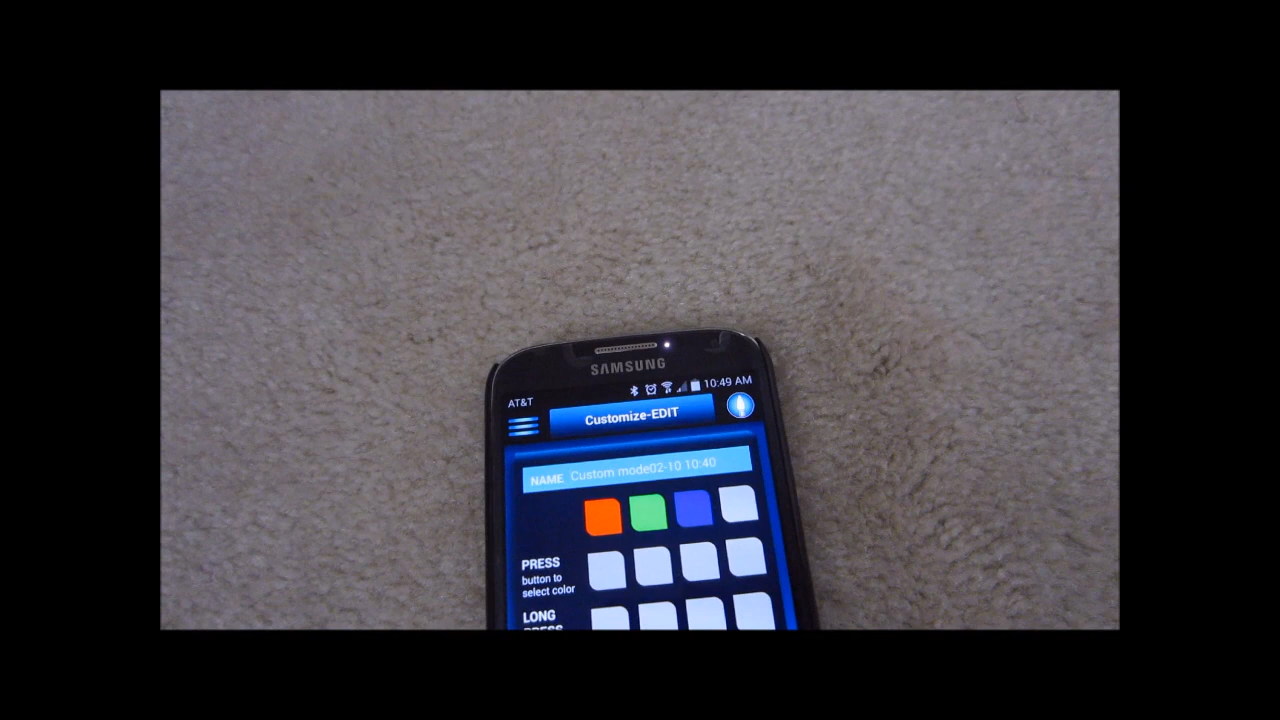 SAMSUNG
AT&T 10:49 AM
Customize-EDIT
NAME Custom mode02-10 10:40
PRESS
button to
select color
LONG
PRESS